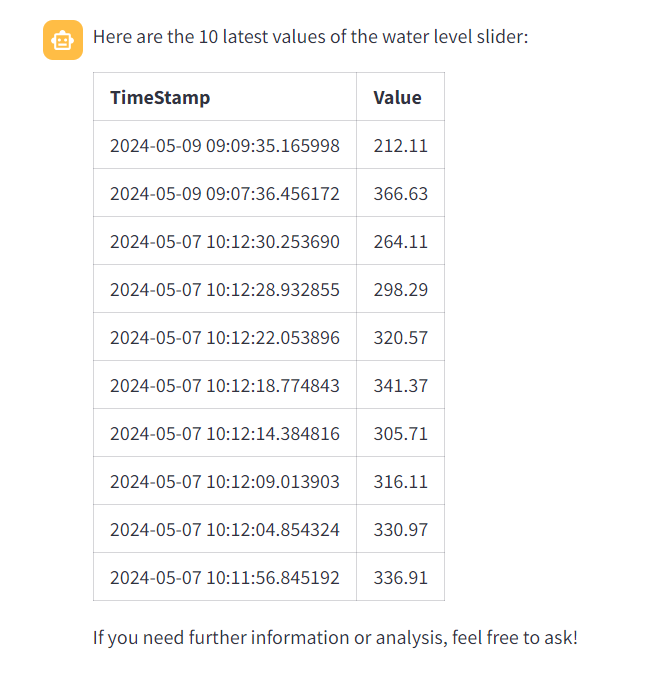 Here are the 10 latest values of the water level slider:
TimeStamp Value
2024-05-09 09:09:35.165998 212.11
2024-05-09 09:07:36.456172 366.63
2024-05-07 10:12:30.253690 264.11
2024-05-07 10:12:28.932855 298.29
2024-05-07 10:12:22.053896 320.57
2024-05-07 10:12:18.774843 341.37
2024-05-07 10:12:14.384816 305.71
2024-05-07 10:12:09.013903 316.11
2024-05-07 10:12:04.854324 330.97
2024-05-07 10:11:56.845192 336.91
If you need further information or analysis, feel free to ask!